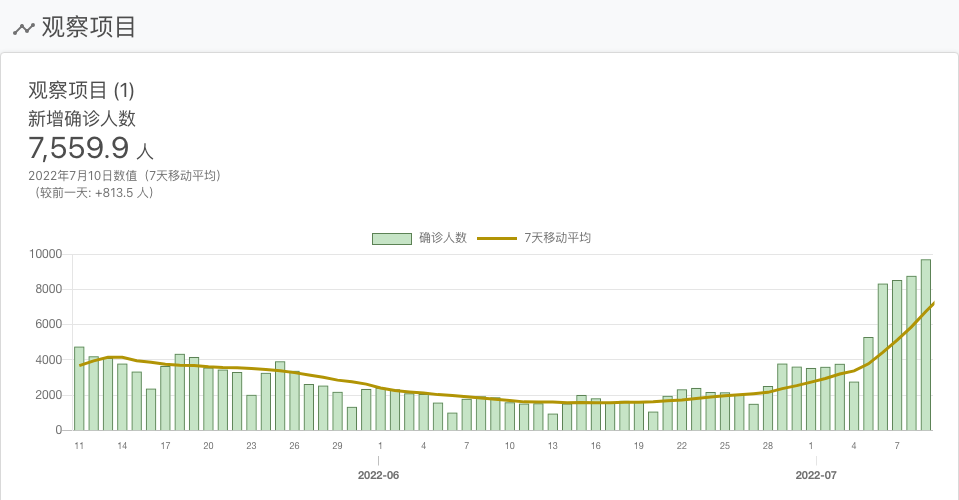 观察项目
观察项目 (1)
新增确诊人数
7,559.9 人
2022年7月10日数值（7天移动平均）
（较前一天: +813.5 人）
确诊人数 7天移动平均
10000
8000
6000
4000
2000
0
11 14 17 20 23 26 29 1 4 7 10 13 16 19 22 25 28 1 4 7
2022-06 2022-07